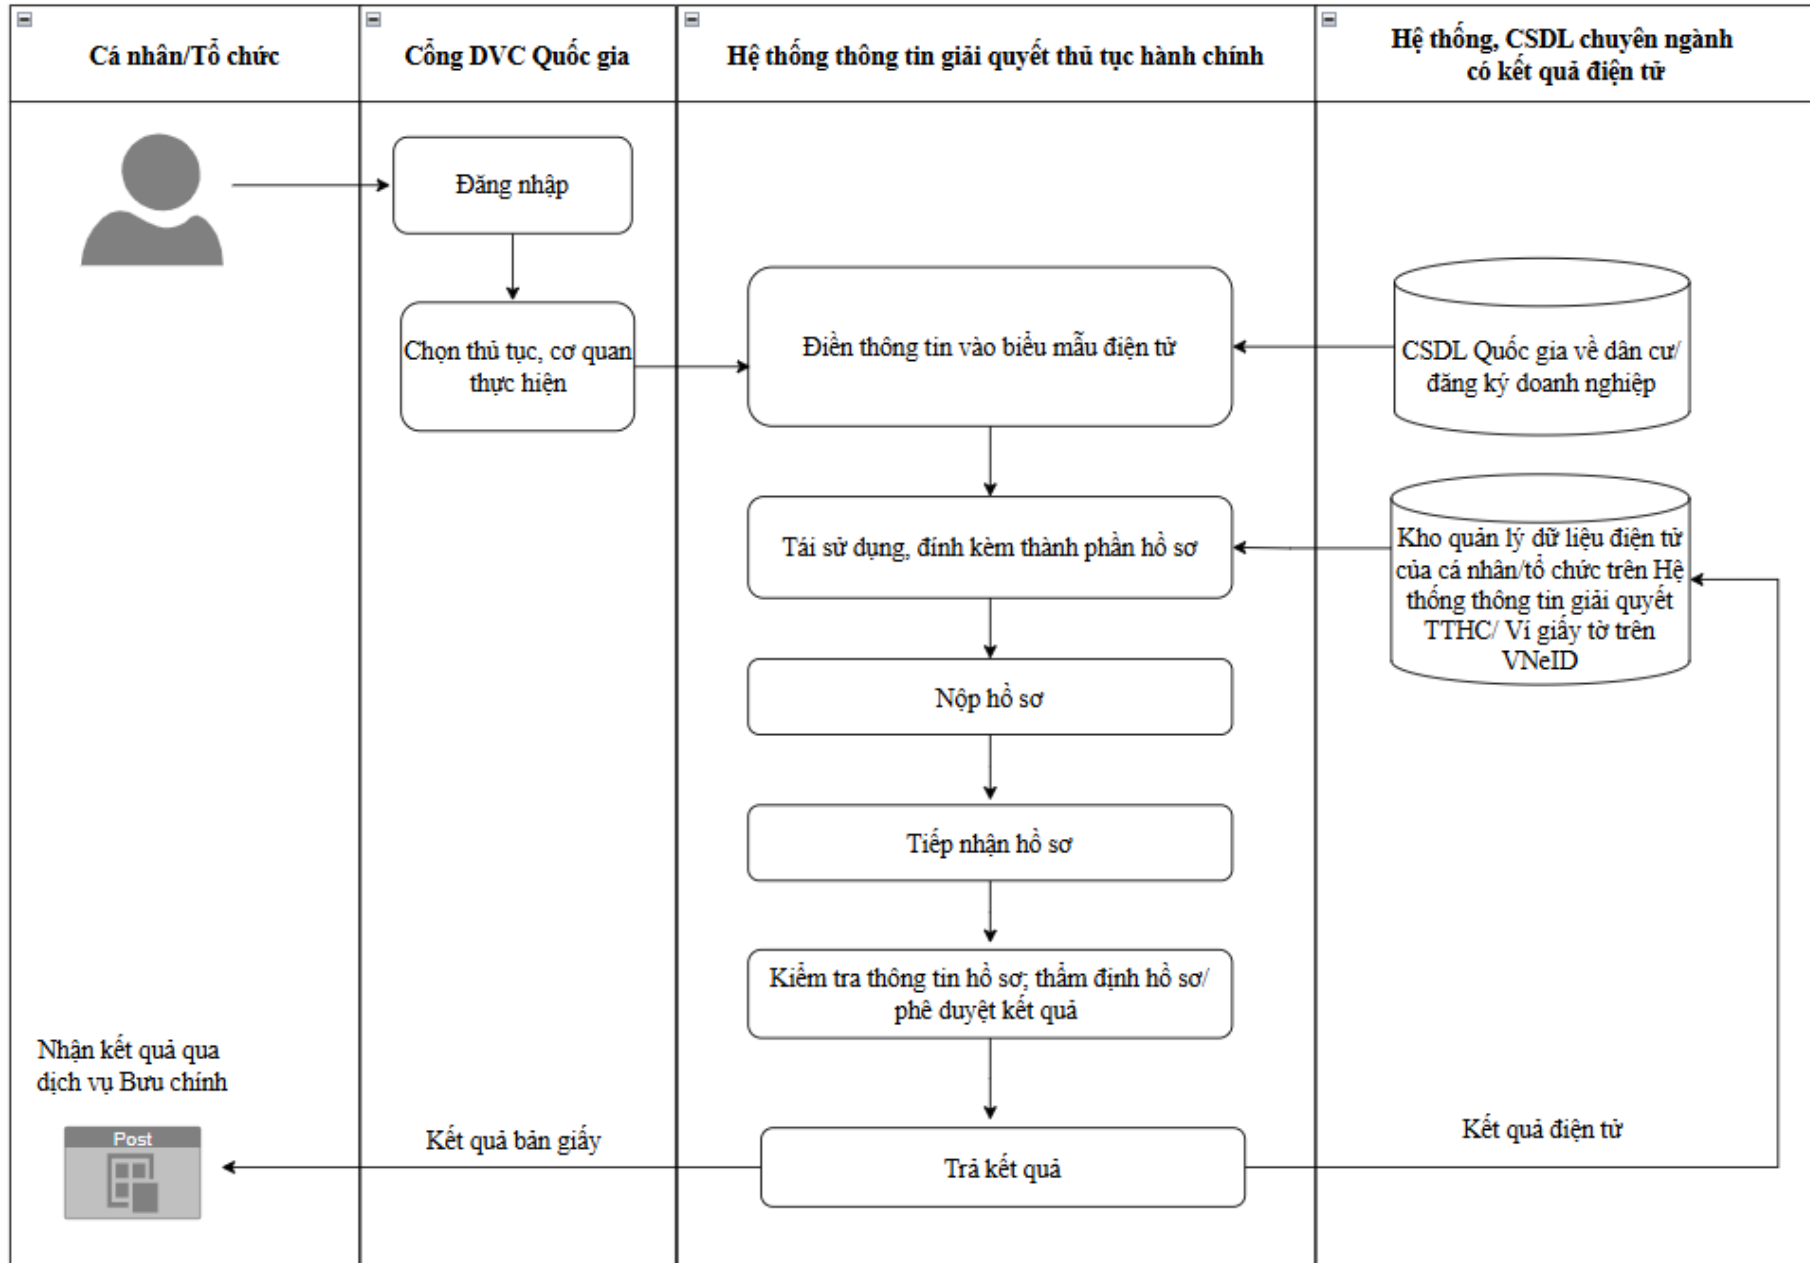 Cá nhân/Tổ chức
Cổng DVC Quốc gia
Hệ thống thông tin giải quyết thủ tục hành chính
Hệ thống, CSDL chuyên ngành
có kết quả điện tử
Đăng nhập
Chọn thủ tục, cơ quan
thực hiện
Điền thông tin vào biểu mẫu điện tử
CSDL Quốc gia về dân cư/
đăng ký doanh nghiệp
Tái sử dụng, đính kèm thành phần hồ sơ
Kho quản lý dữ liệu điện tử
của cá nhân/tổ chức trên Hệ
thống thông tin giải quyết
TTHC/ Ví giấy tờ trên
VNeID
Nộp hồ sơ
Tiếp nhận hồ sơ
Kiểm tra thông tin hồ sơ; thẩm định hồ sơ/
phê duyệt kết quả
Nhận kết quả qua
dịch vụ Bưu chính
Post
Kết quả bản giấy
Trả kết quả
Kết quả điện tử